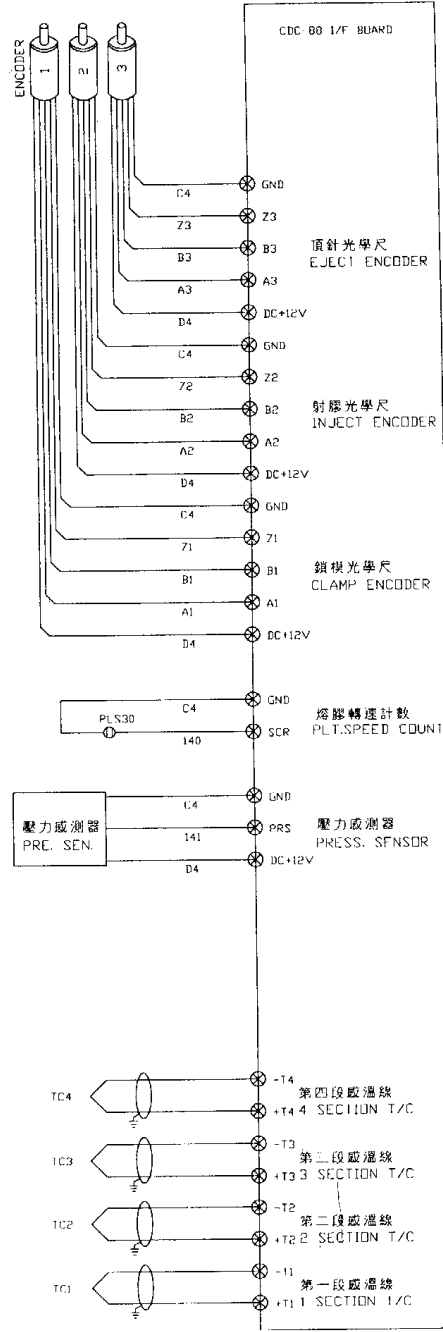 CDC-88 I/F BOARD
ENCODER
1
2
3
C4
GND
Z3
Z3
B3
B3
頂針光學尺
EJECT ENCODER
A3
A3
D4
DC+12V
C4
GND
Z2
Z2
B2
B2
射膠光學尺
INJECT ENCODER
A2
A2
D4
DC+12V
C4
GND
Z1
Z1
B1
B1
鎖模光學尺
CLAMP ENCODER
A1
A1
D4
DC+12V
C4
GND
PLS30
140
SCR
熔膠轉速計數
PLT.SPEED COUNT
C4
GND
壓力感測器
PRE. SEN.
141
PRS
壓力感測器
PRESS. SENSOR
D4
DC+12V
TC4
-T4
第四段感溫線
+T4
4 SECTION T/C
TC3
-T3
第三段感溫線
+T3
3 SECTION T/C
TC2
-T2
第二段感溫線
+T2
2 SECTION T/C
TC1
-T1
第一段感溫線
+T1
1 SECTION T/C